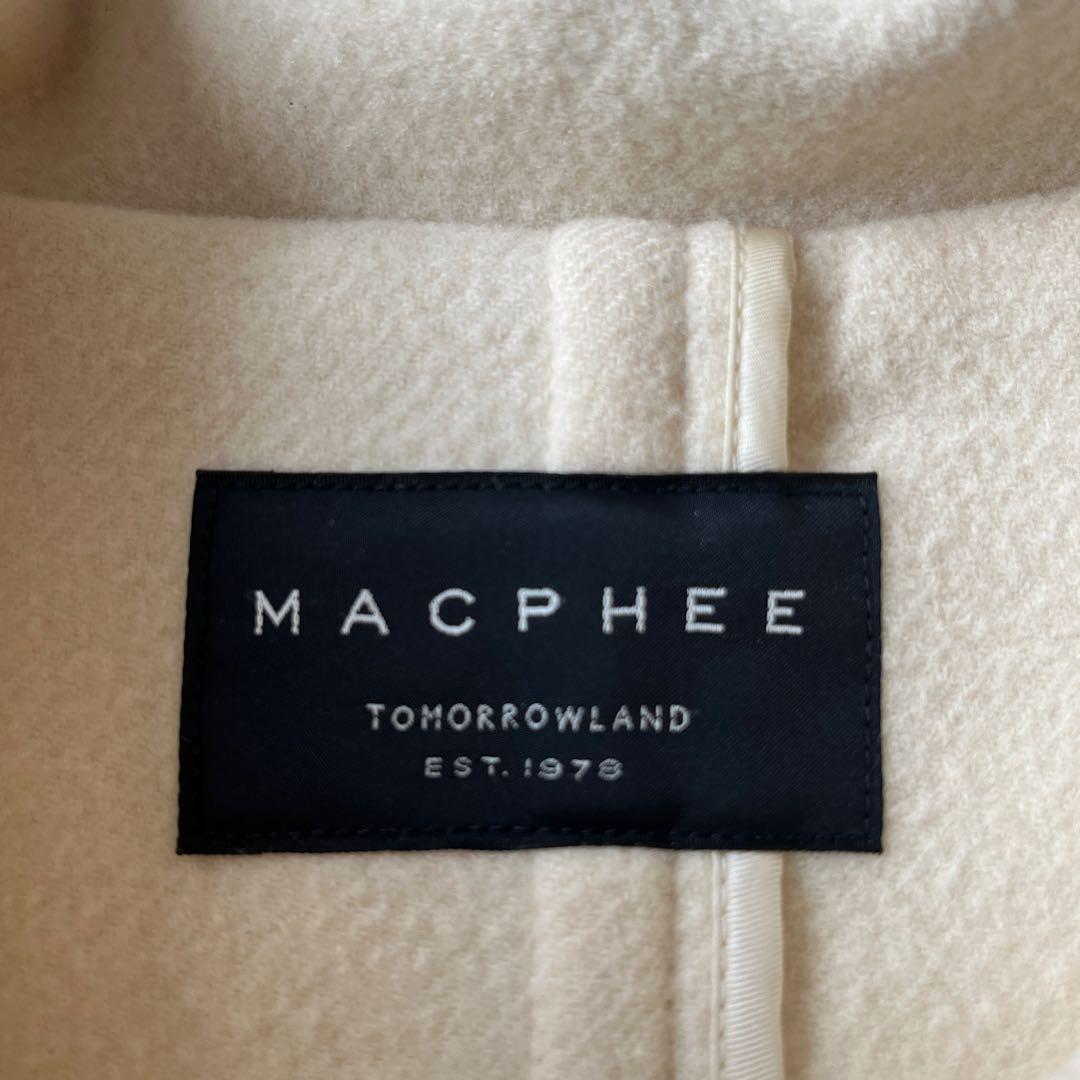 MACPHEE
TOMORROWLAND
EST. 1978